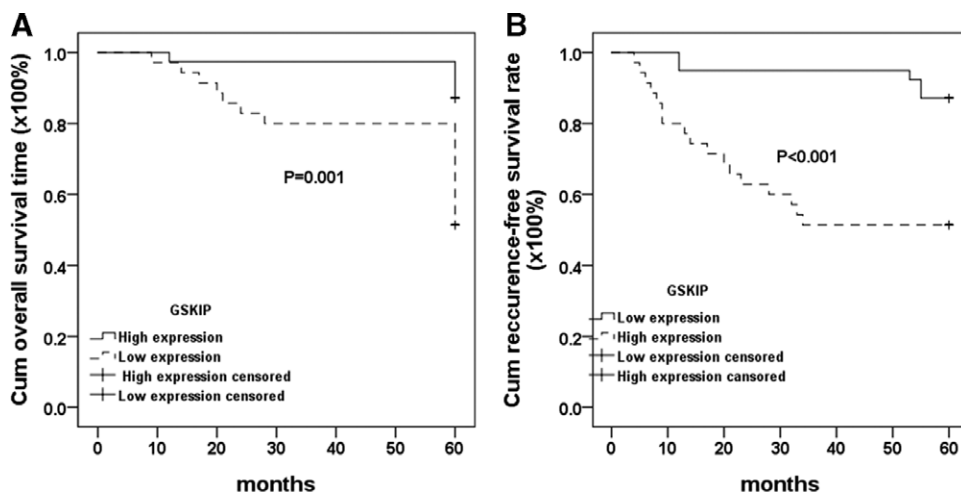 A
Cum overall survival time (x100%)
1.0
0.8
0.6
0.4
0.2
0.0
P=0.001
GSKIP
High expression
Low expression
High expression censored
Low expression censored
0 10 20 30 40 50 60
months
B
Cum reccurence-free survival rate
(x100%)
1.0
0.8
0.6
0.4
0.2
0.0
P<0.001
GSKIP
Low expression
High expression
Low expression censored
High expression cansored
0 10 20 30 40 50 60
months